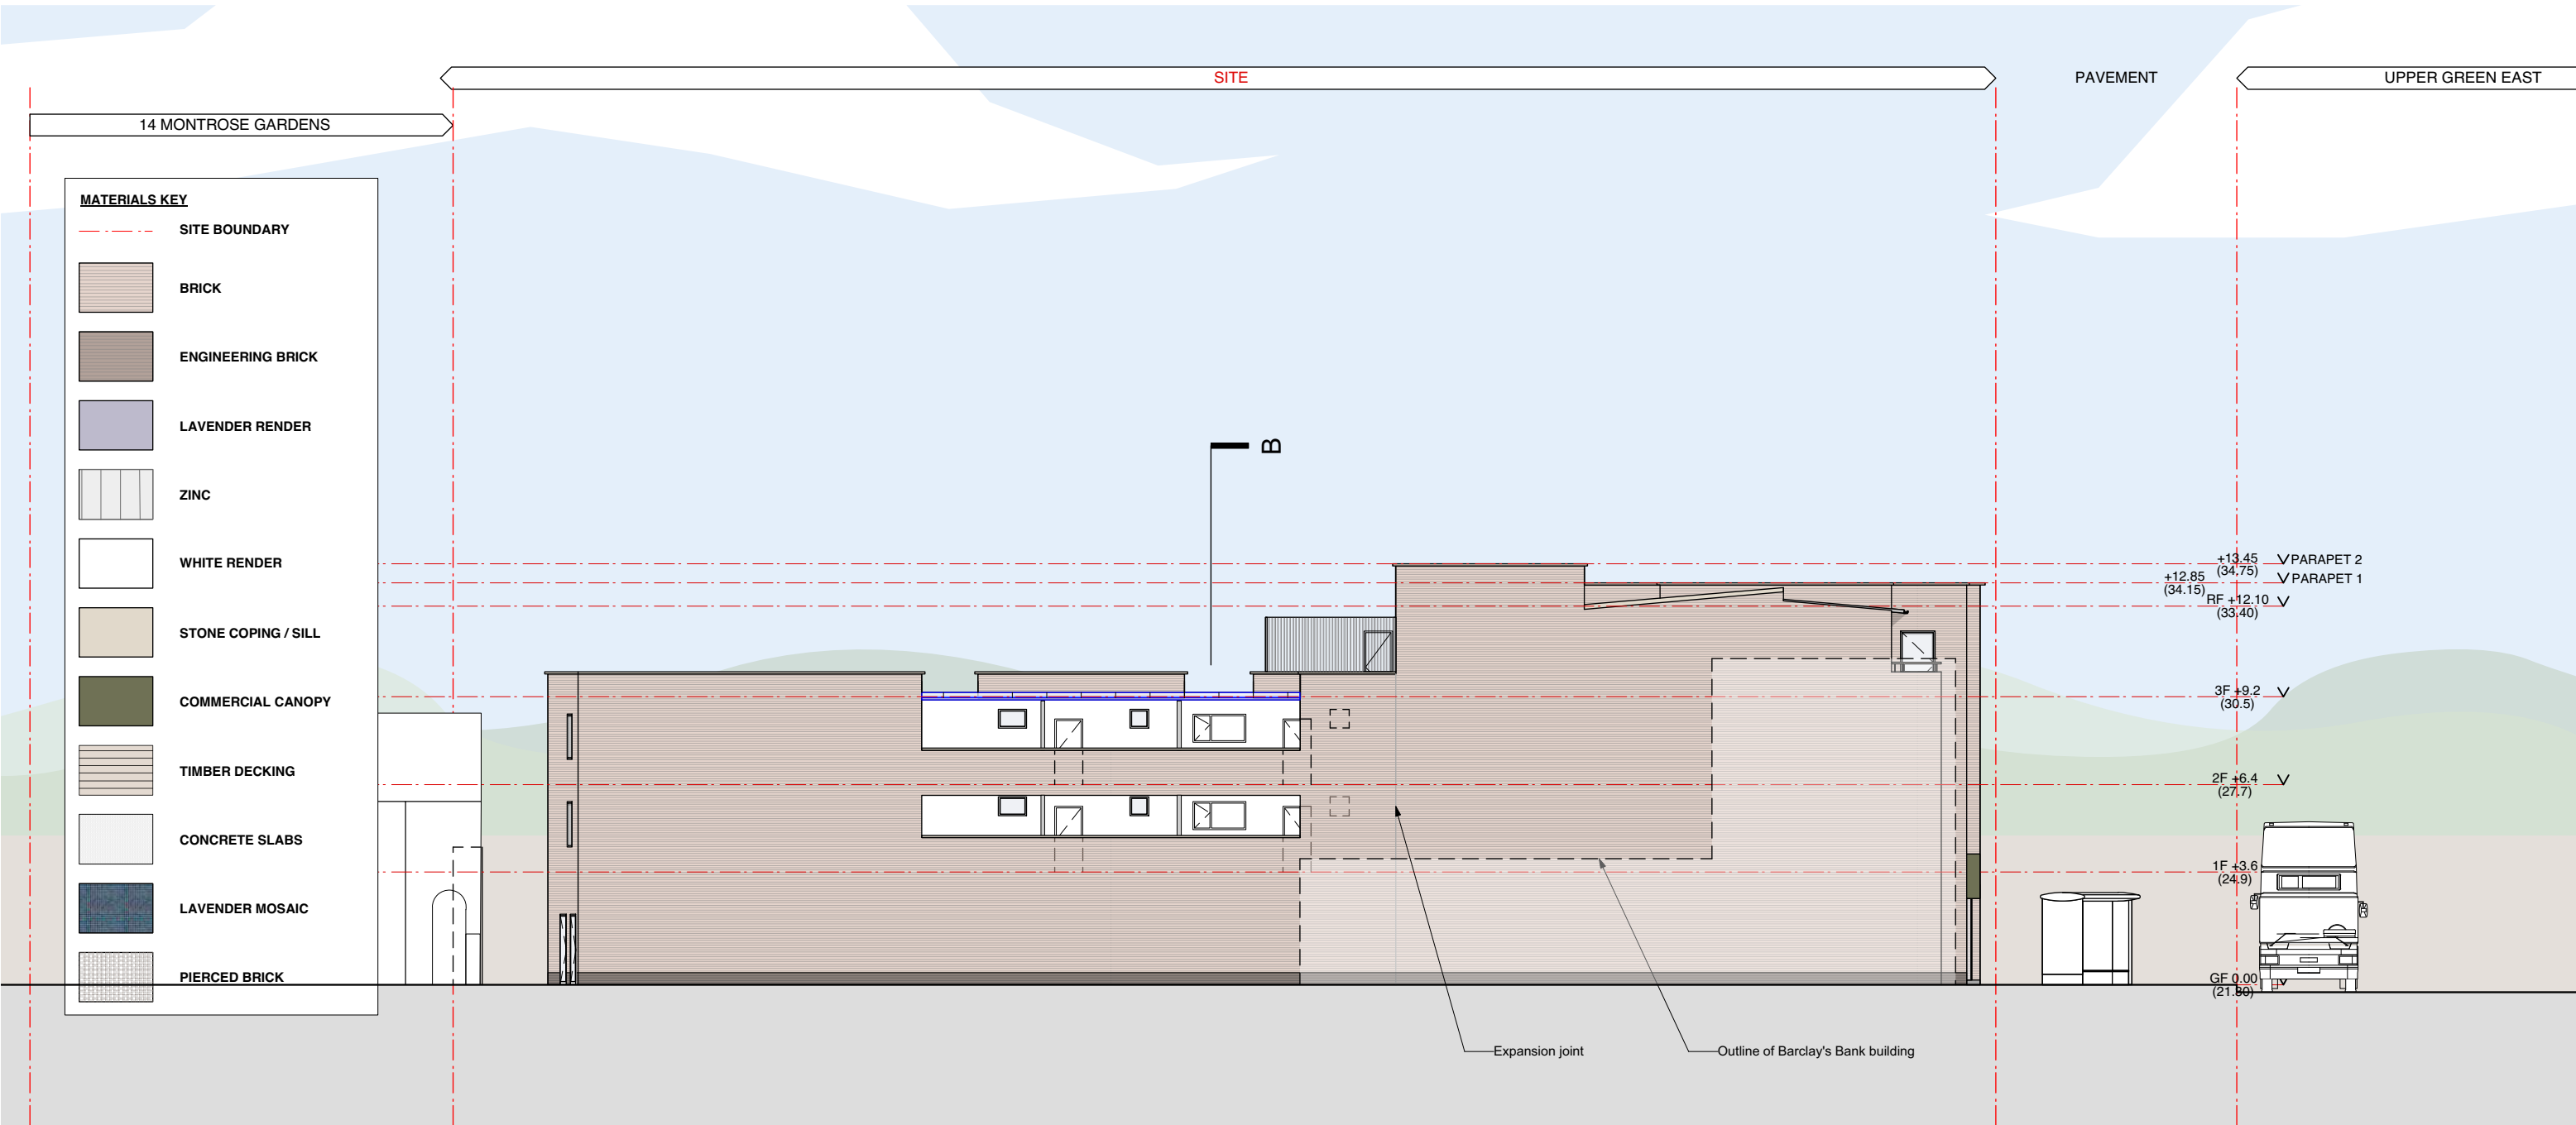 SITE
PAVEMENT
UPPER GREEN EAST
14 MONTROSE GARDENS
MATERIALS KEY
SITE BOUNDARY
BRICK
ENGINEERING BRICK
LAVENDER RENDER
ZINC
WHITE RENDER
STONE COPING / SILL
COMMERCIAL CANOPY
TIMBER DECKING
CONCRETE SLABS
LAVENDER MOSAIC
PIERCED BRICK
B
+13.45
(34.75)
PARAPET 2
+12.85
(34.15)
PARAPET 1
RF +12.10
(33.40)
3F +9.2
(30.5)
2F +6.4
(27.7)
1F +3.6
(24.9)
GF 0.00
(21.30)
Expansion joint
Outline of Barclay's Bank building